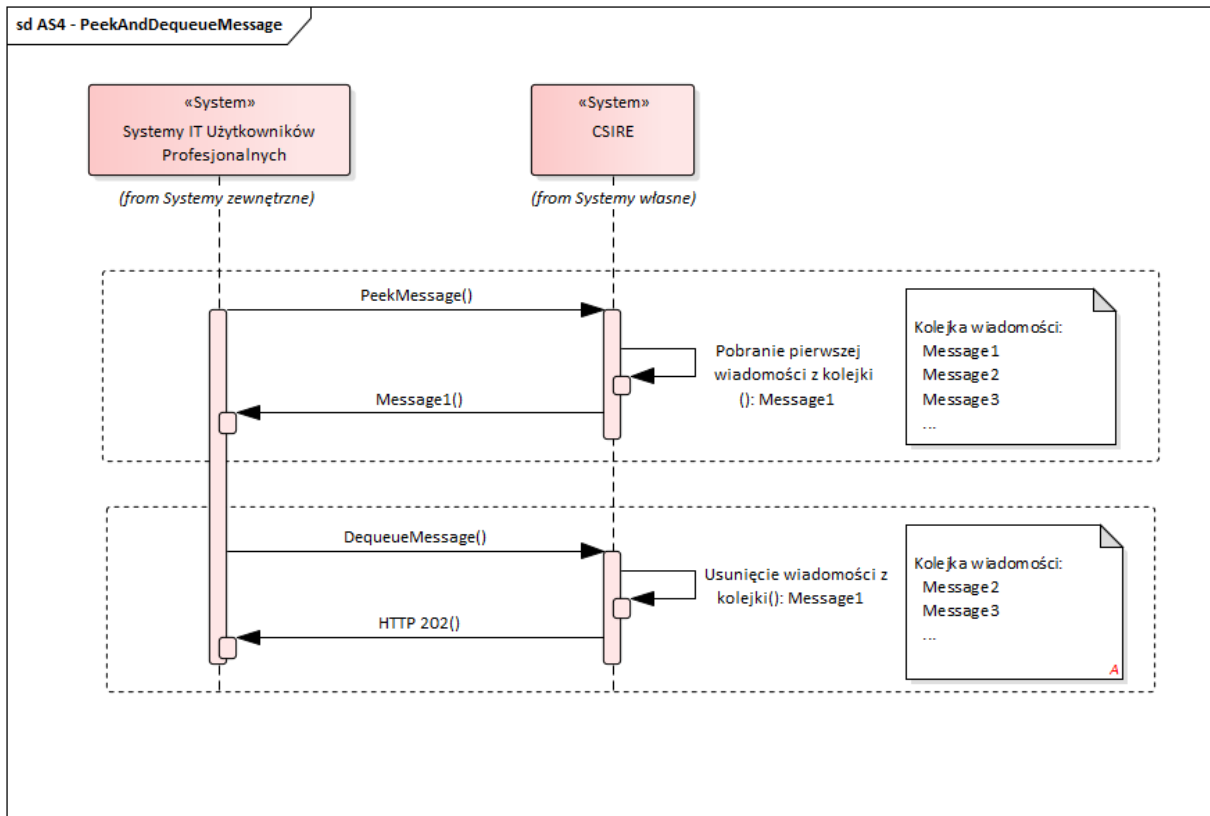 sd AS4 - PeekAndDequeueMessage
«System»
Systemy IT Użytkowników
Profesjonalnych
«System»
CSIRE
(from Systemy zewnętrzne)
(from Systemy własne)
PeekMessage()
Pobranie pierwszej
wiadomości z kolejki
(): Message1
Message1()
Kolejka wiadomości:
Message1
Message2
Message3
...
DequeueMessage()
Usunięcie wiadomości z
kolejki(): Message1
HTTP 202()
Kolejka wiadomości:
Message2
Message3
...
A